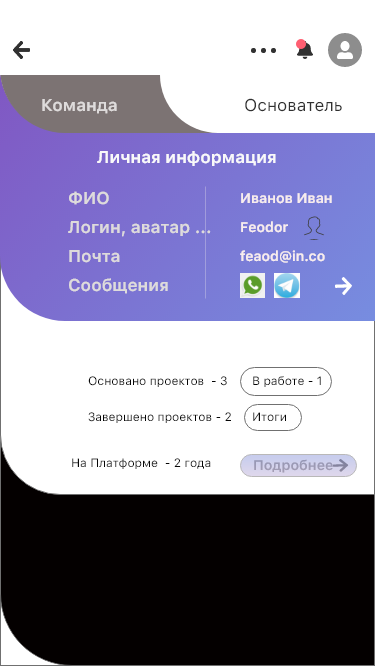 Команда Основатель
Личная информация
ФИО Иванов Иван
Логин, аватар ... Feodor
Почта feaod@in.co
Сообщения
Основано проектов - 3 В работе - 1
Завершено проектов - 2 Итоги
На Платформе - 2 года Подробнее